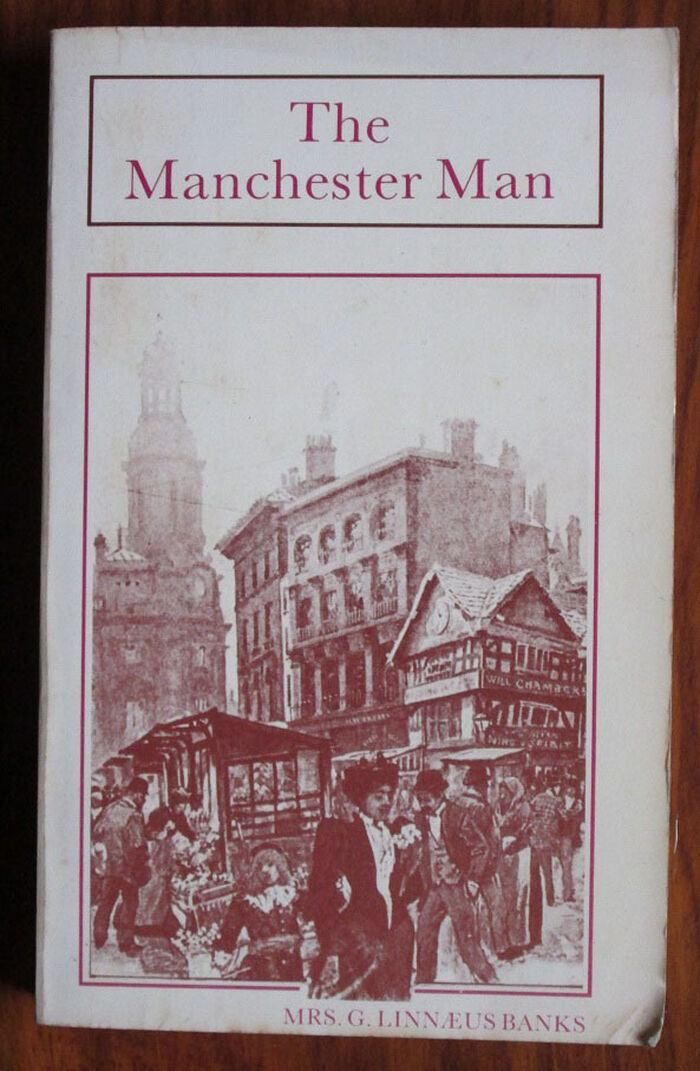 The
Manchester Man
WILL CHAMBERS
MRS. G. LINNÆUS BANKS